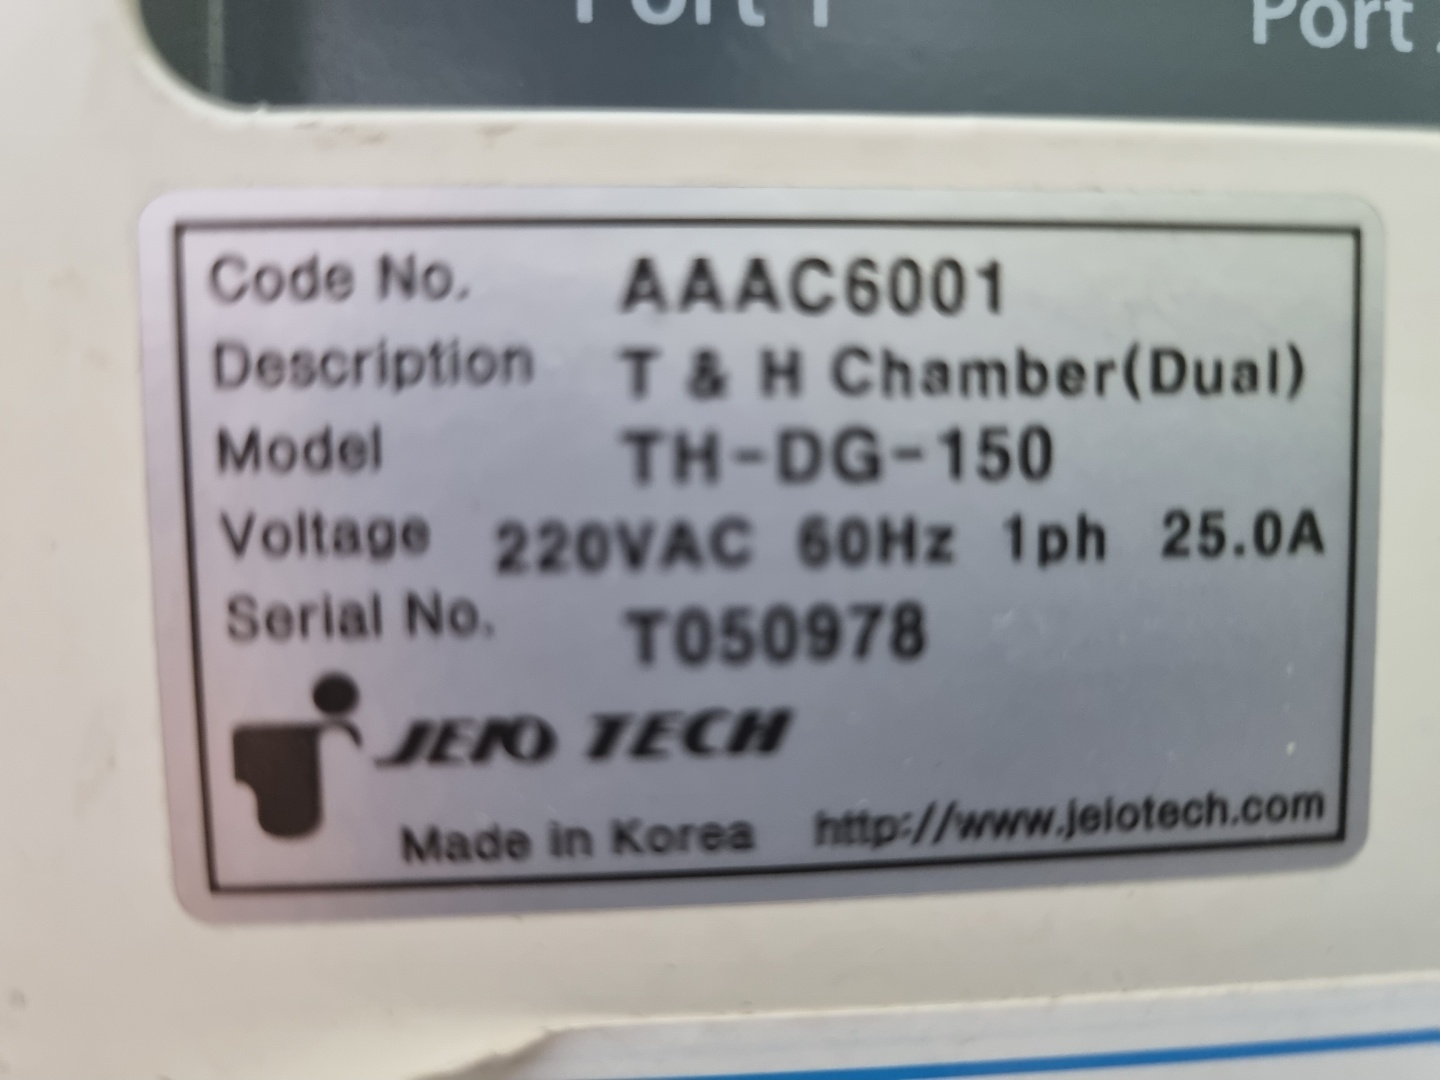 Port 1
Port
Code No. AAAC6001
Description T & H Chamber(Dual)
Model TH-DG-150
Voltage 220VAC 60Hz 1ph 25.0A
Serial No. T050978
JEIO TECH
Made in Korea http://www.jeiotech.com